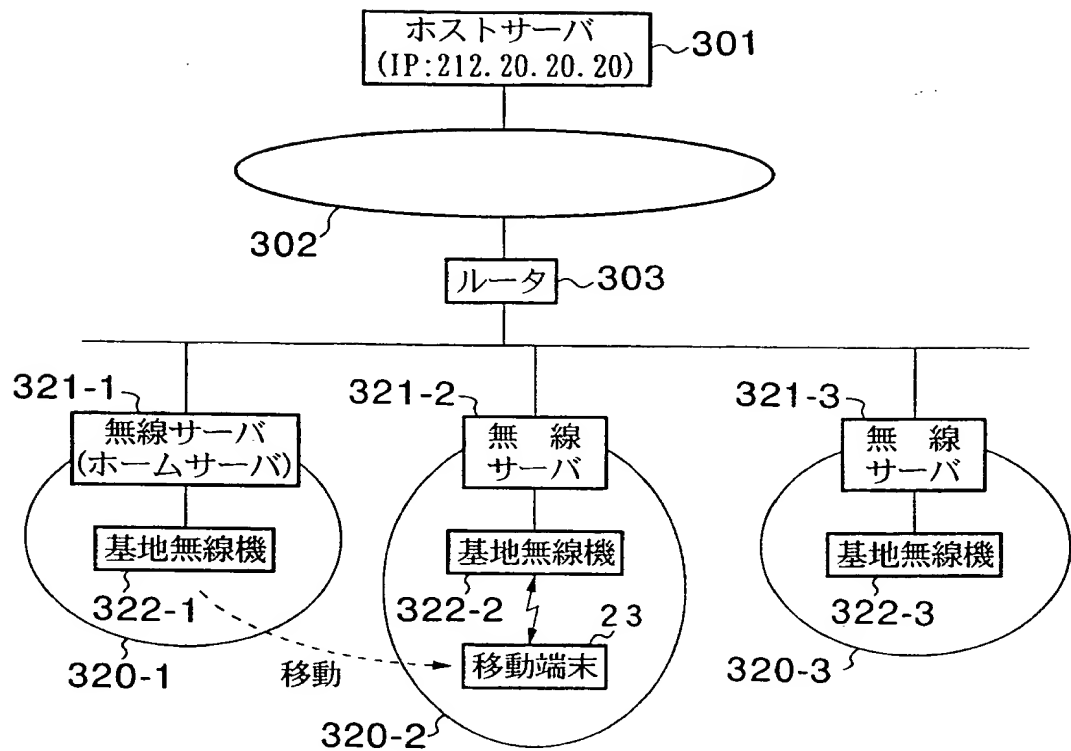 ホストサーバ
(IP:212.20.20.20)
301
302
ルータ
303
321-1
無線サーバ
(ホームサーバ)
基地無線機
322-1
320-1
移動
321-2
無 線
サーバ
基地無線機
322-2
23
移動端末
320-2
321-3
無 線
サーバ
基地無線機
322-3
320-3